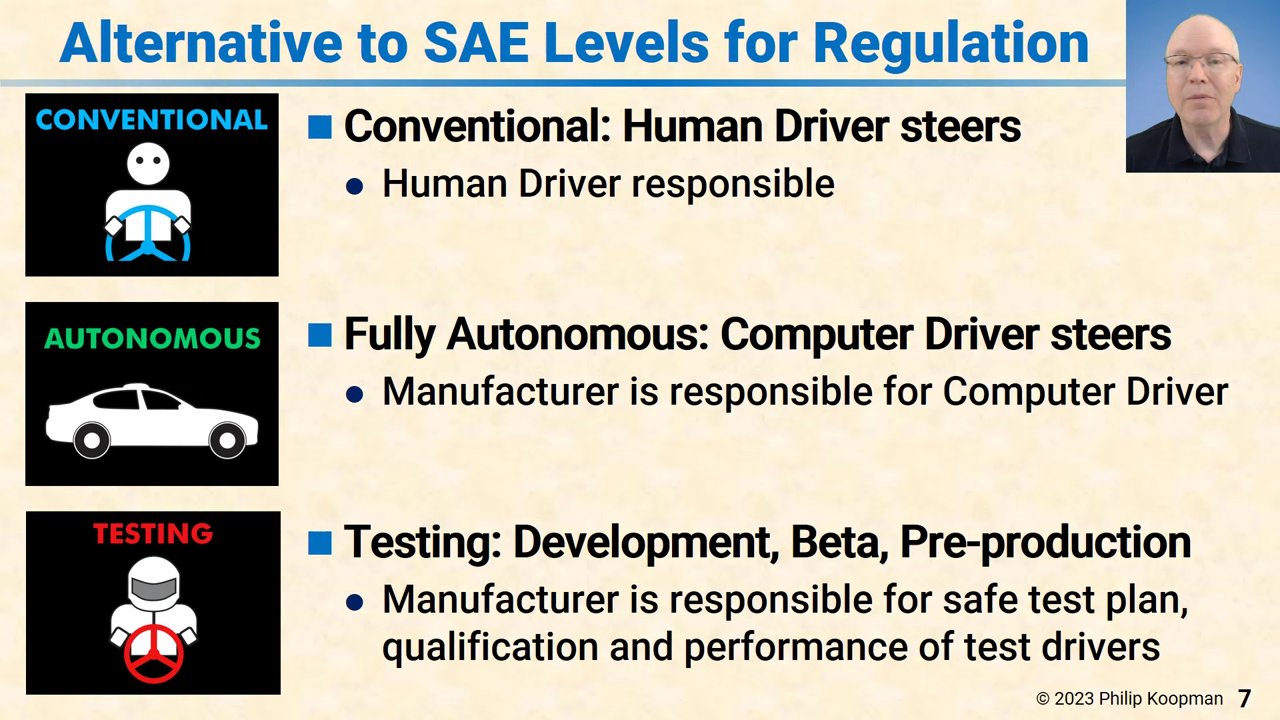 Alternative to SAE Levels for Regulation
CONVENTIONAL
Conventional: Human Driver steers
Human Driver responsible
AUTONOMOUS
Fully Autonomous: Computer Driver steers
Manufacturer is responsible for Computer Driver
TESTING
Testing: Development, Beta, Pre-production
Manufacturer is responsible for safe test plan,
qualification and performance of test drivers
© 2023 Philip Koopman 7